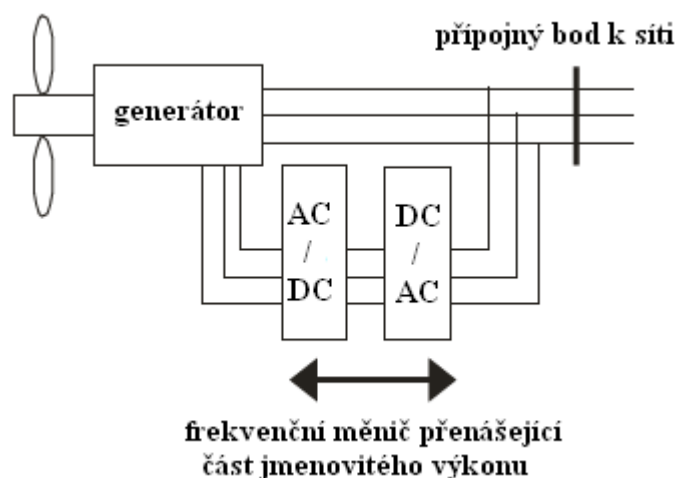 přípojný bod k síti
generátor
AC
/
DC
DC
/
AC
frekvenční měnič přenášející
část jmenovitého výkonu